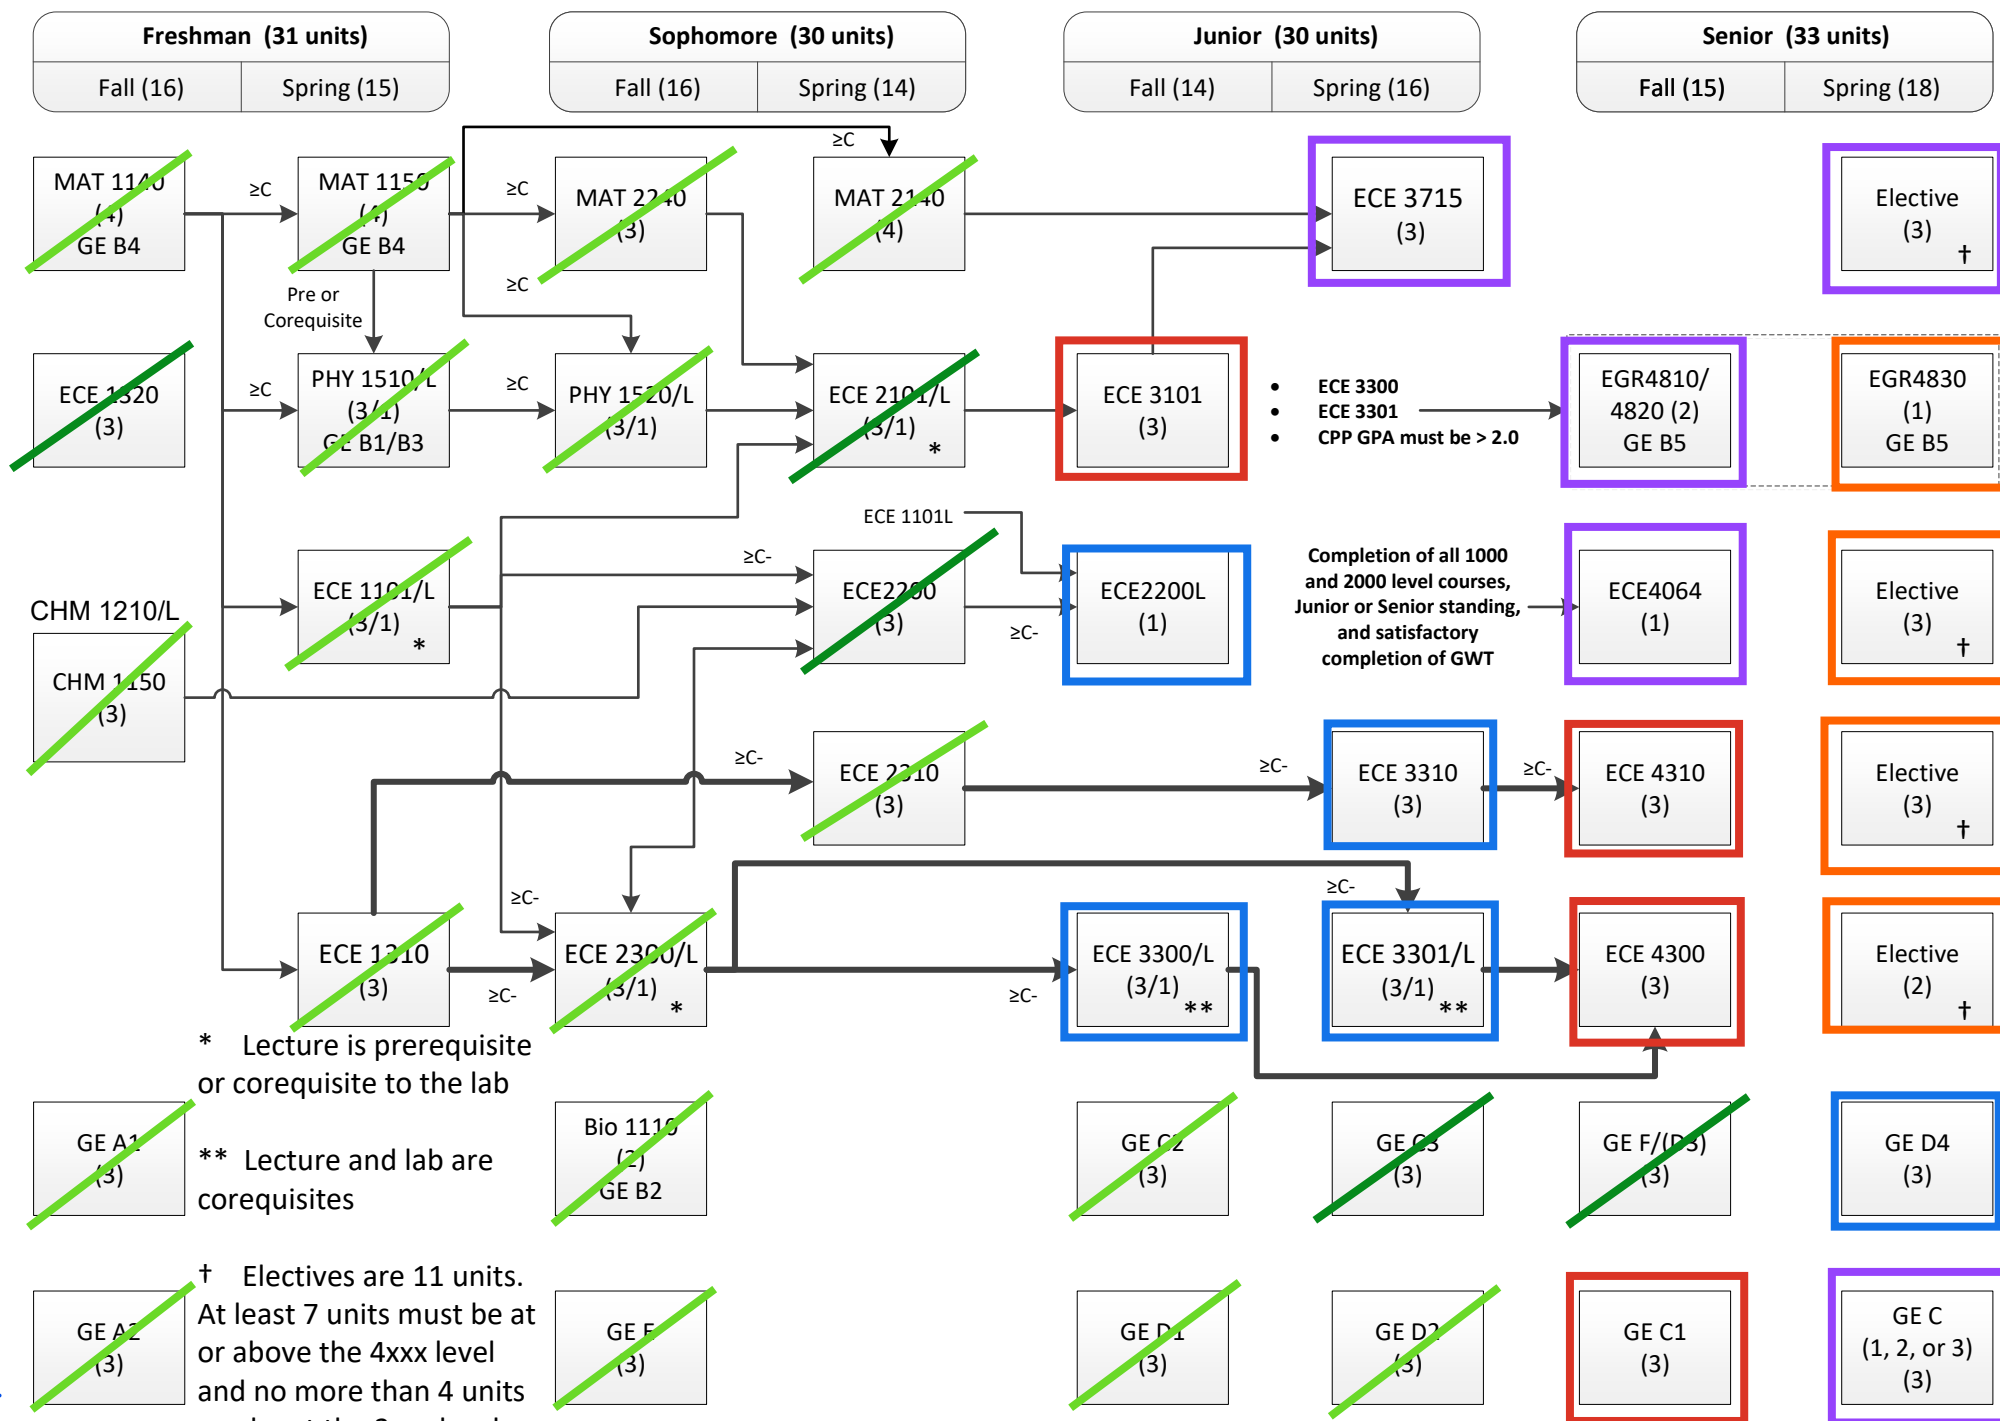 Freshman (31 units)
Fall (16)
Spring (15)
Sophomore (30 units)
Fall (16)
Spring (14)
Junior (30 units)
Fall (14)
Spring (16)
Senior (33 units)
Fall (15)
Spring (18)
MAT 1140
(4)
GE B4
≥C
MAT 1150
(4)
GE B4
≥C
MAT 2240
(3)
≥C
MAT 2140
(4)
ECE 3715
(3)
Elective
(3)
†
Pre or
Corequisite
≥C
ECE 1320
(3)
≥C
PHY 1510/L
(3/1)
GE B1/B3
≥C
PHY 1520/L
(3/1)
ECE 2101/L
(3/1)
*
ECE 3101
(3)
• ECE 3300
• ECE 3301
• CPP GPA must be > 2.0
EGR4810/
4820 (2)
GE B5
EGR4830
(1)
GE B5
ECE 1101L
CHM 1210/L
CHM 1150
(3)
ECE 1101/L
(3/1)
*
≥C-
ECE2200
(3)
≥C-
ECE2200L
(1)
Completion of all 1000
and 2000 level courses,
Junior or Senior standing,
and satisfactory
completion of GWT
ECE4064
(1)
Elective
(3)
†
≥C-
ECE 2310
(3)
≥C-
ECE 3310
(3)
≥C-
ECE 4310
(3)
Elective
(3)
†
ECE 1310
(3)
≥C-
≥C-
ECE 2300/L
(3/1)
*
≥C-
ECE 3300/L
(3/1)
**
≥C-
ECE 3301/L
(3/1)
**
ECE 4300
(3)
Elective
(2)
†
* Lecture is prerequisite
or corequisite to the lab
** Lecture and lab are
corequisites
† Electives are 11 units.
At least 7 units must be at
or above the 4xxx level
and no more than 4 units
GE A1
(3)
Bio 1110
(2)
GE B2
GE C2
(3)
GE C3
(3)
GE F/(D3)
(3)
GE D4
(3)
GE A2
(3)
GE
(3)
GE D1
(3)
GE D2
(3)
GE C1
(3)
GE C
(1, 2, or 3)
(3)